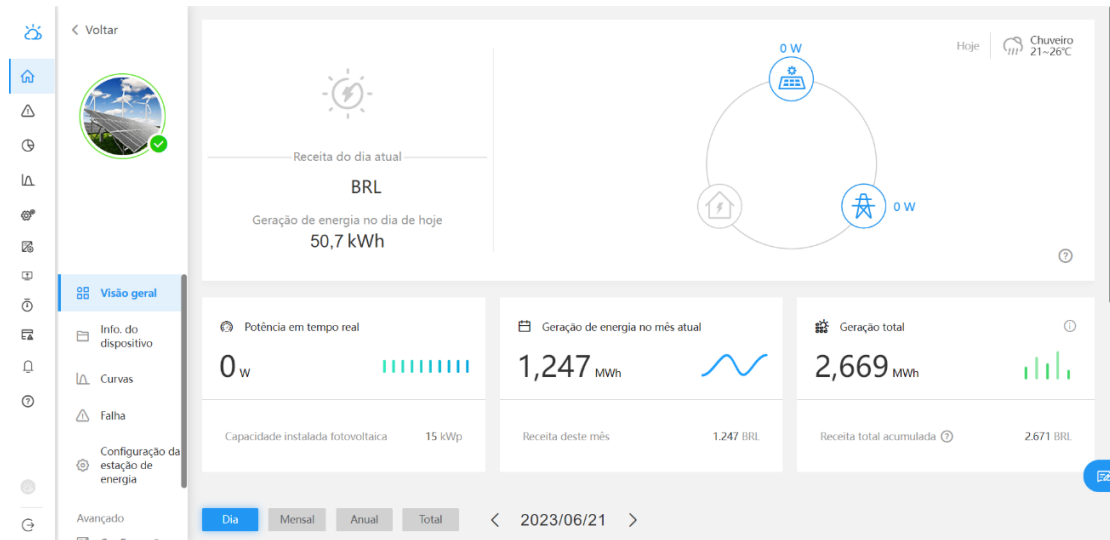 Voltar
Visão geral
Info. do
dispositivo
Curvas
Falha
Configuração da
estação de
energia
Avançado
Receita do dia atual
BRL
Geração de energia no dia de hoje
50,7 kWh
0 W
0 W
Hoje
Chuveiro
21~26℃
Potência em tempo real
0 W
Capacidade instalada fotovoltaica 15 kWp
Geração de energia no mês atual
1,247 MWh
Receita deste mês 1.247 BRL
Geração total
2,669 MWh
Receita total acumulada 2.671 BRL
Dia Mensal Anual Total 2023/06/21